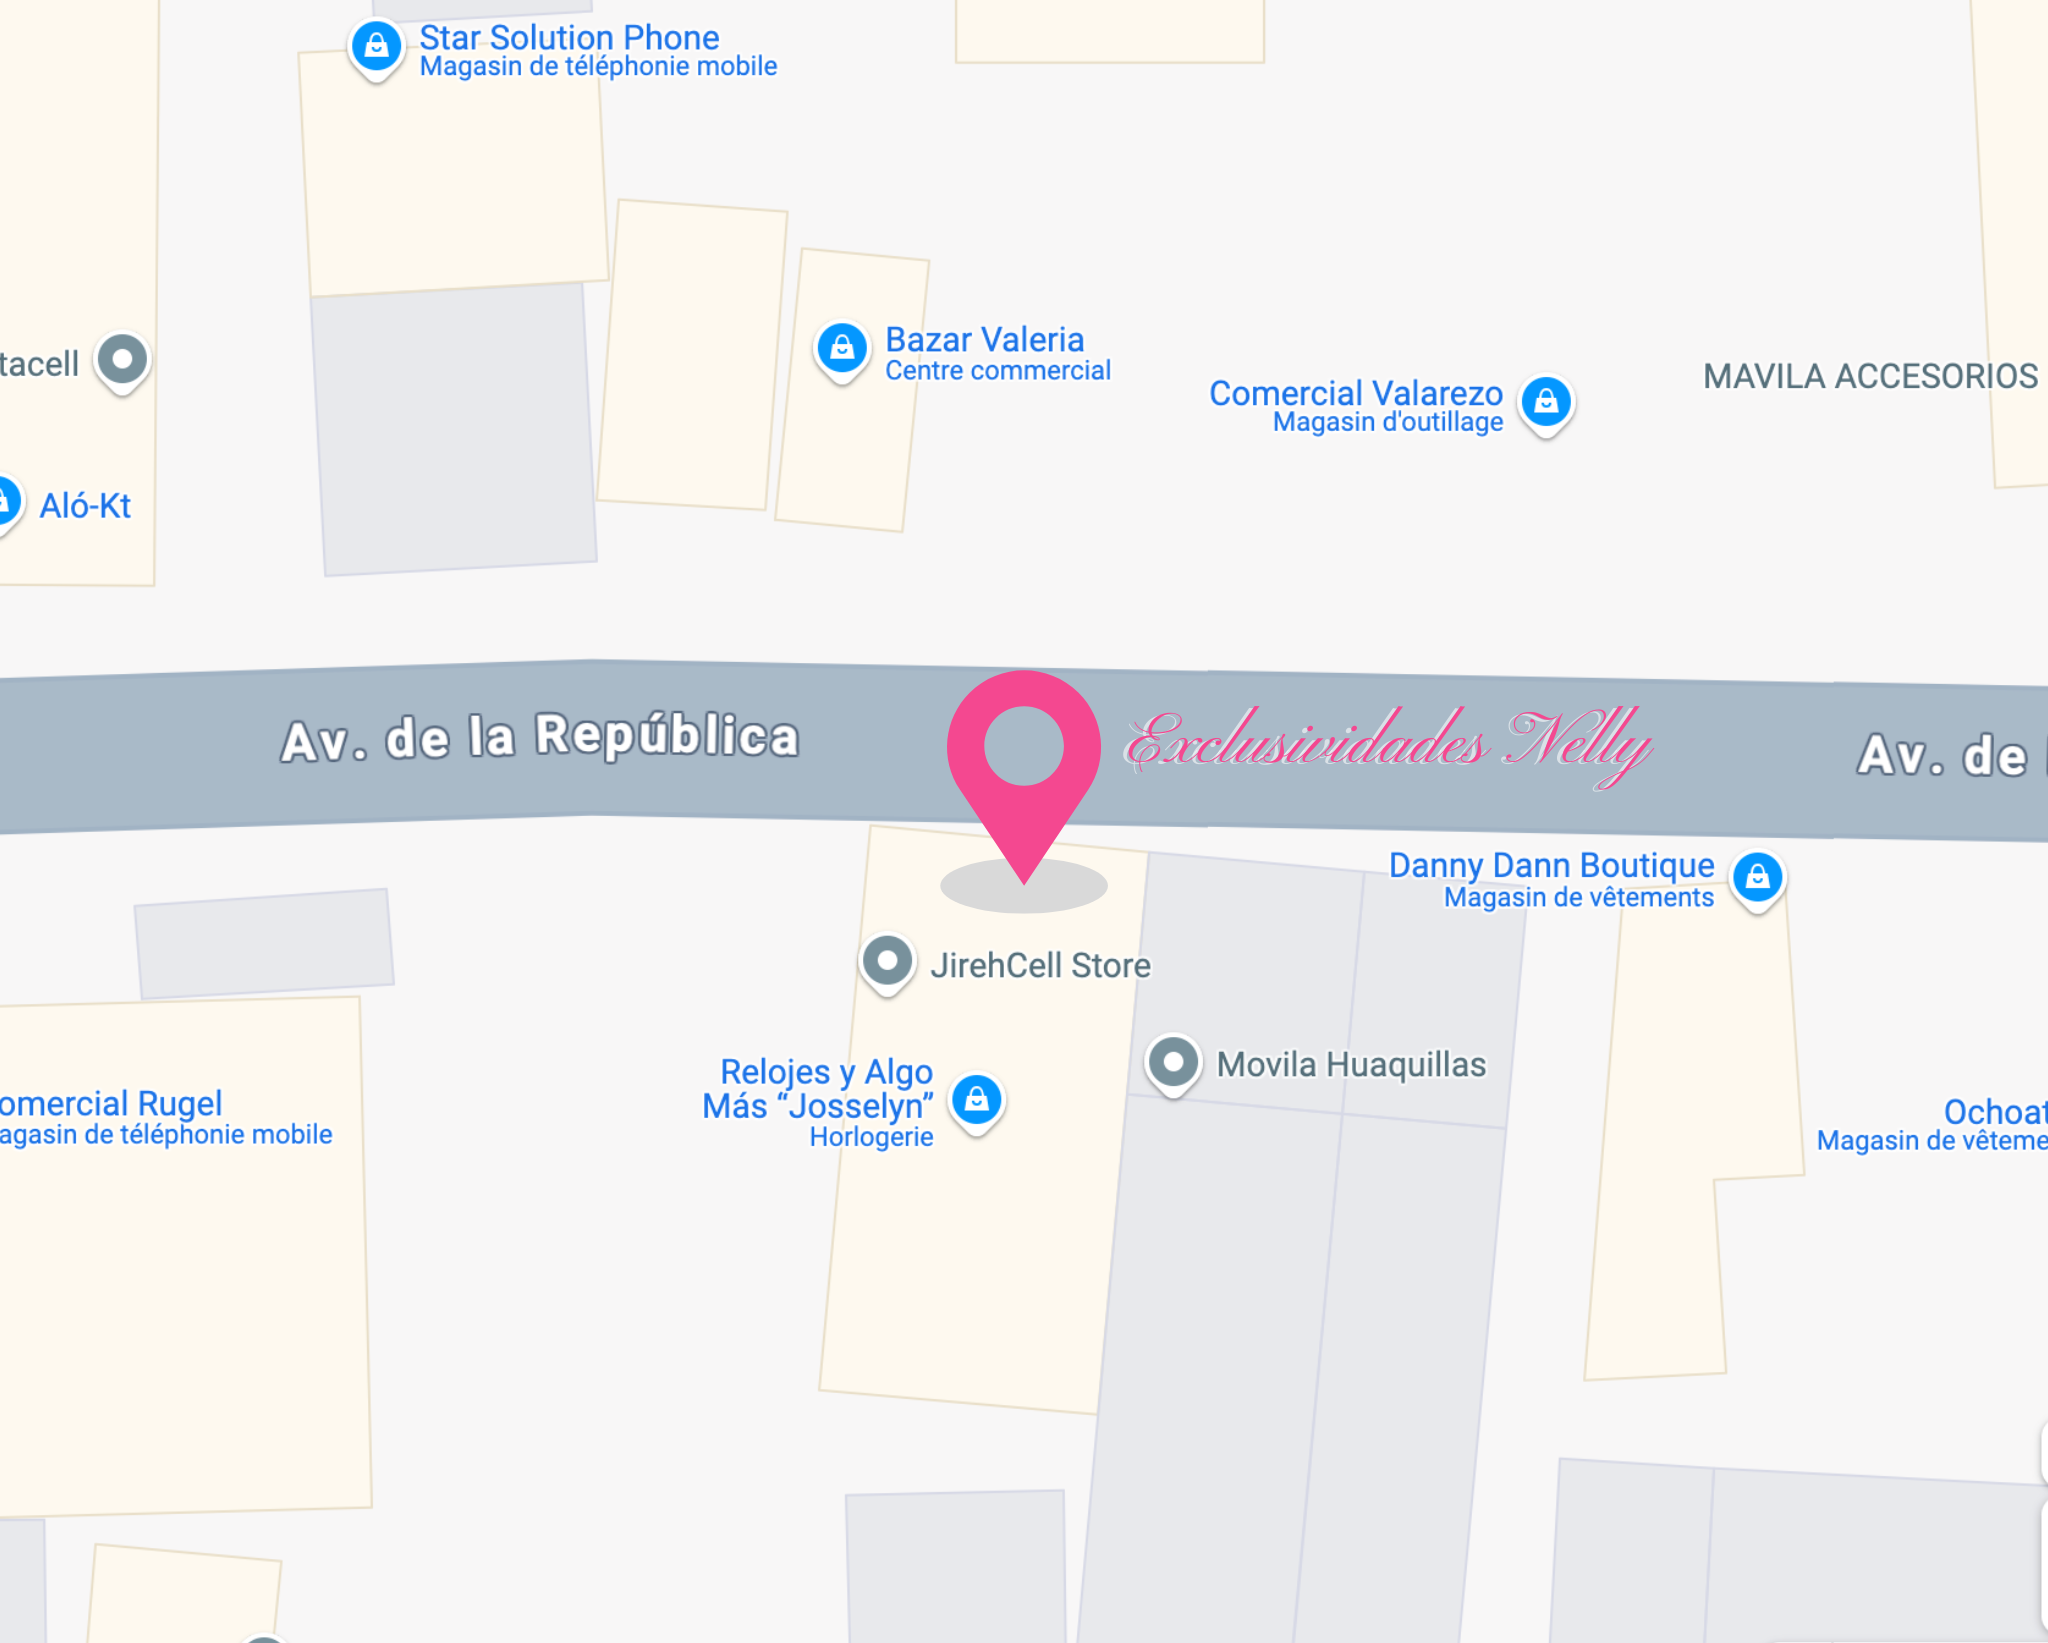 Star Solution Phone
Magasin de téléphonie mobile
Bazar Valeria
Centre commercial
tacell
Comercial Valarezo
Magasin d'outillage
MAVILA ACCESORIOS
Aló-Kt
Av. de la República
Exclusividades Nelly
Av. de
Danny Dann Boutique
Magasin de vêtements
JirehCell Store
Movila Huaquillas
Relojes y Algo
Más “Josselyn”
Horlogerie
omercial Rugel
agasin de téléphonie mobile
Ochoat
Magasin de vêteme